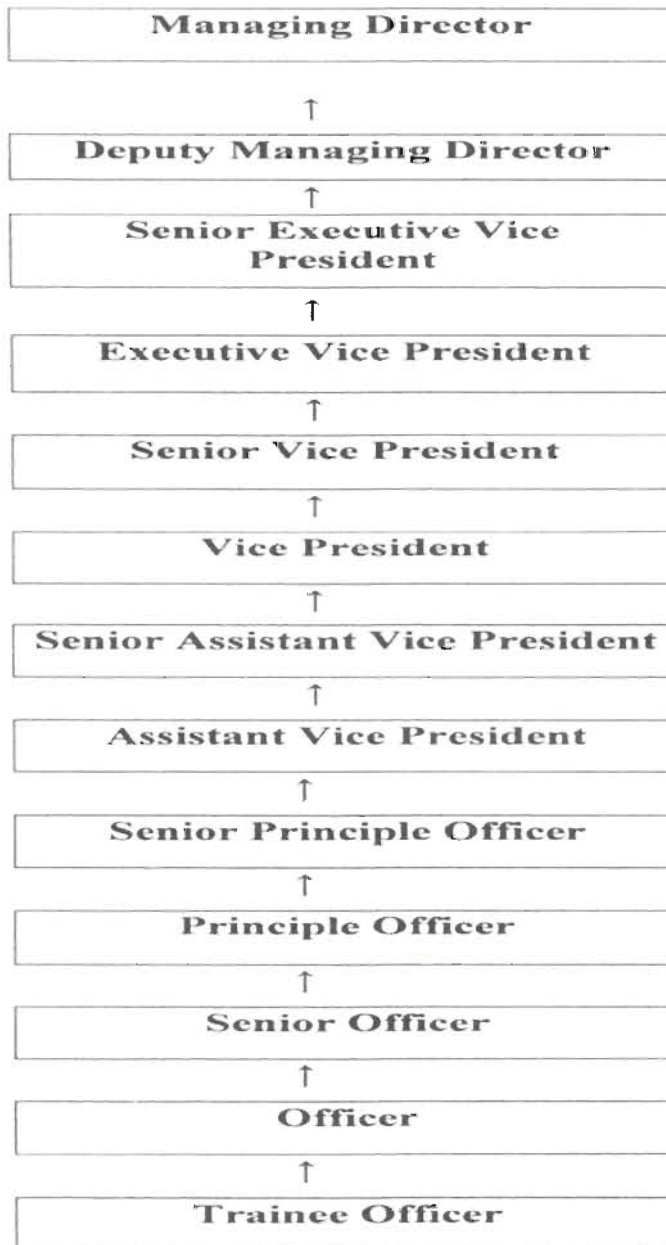 Managing Director
↑
Deputy Managing Director
↑
Senior Executive Vice
President
↑
Executive Vice President
↑
Senior Vice President
↑
Vice President
↑
Senior Assistant Vice President
↑
Assistant Vice President
↑
Senior Principle Officer
↑
Principle Officer
↑
Senior Officer
↑
Officer
↑
Trainee Officer